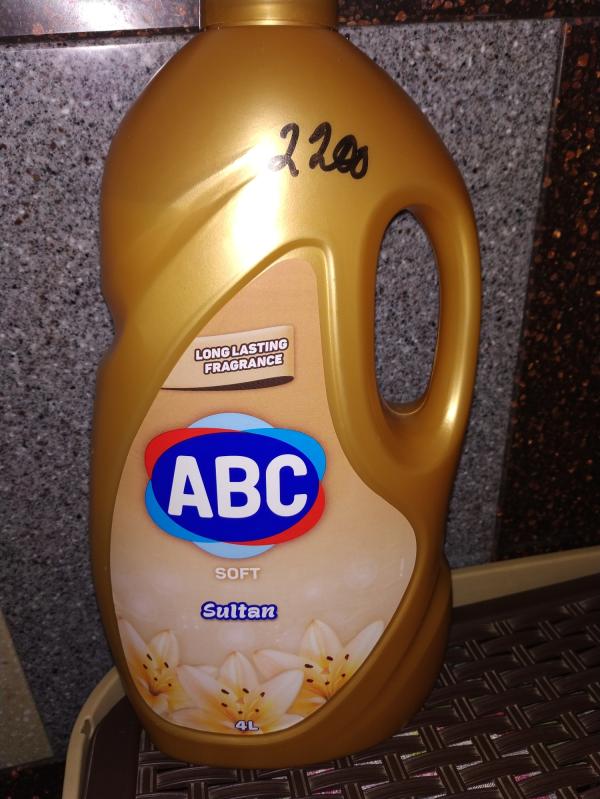 2200
LONG LASTING
FRAGRANCE
ABC
SOFT
Sultan
4L